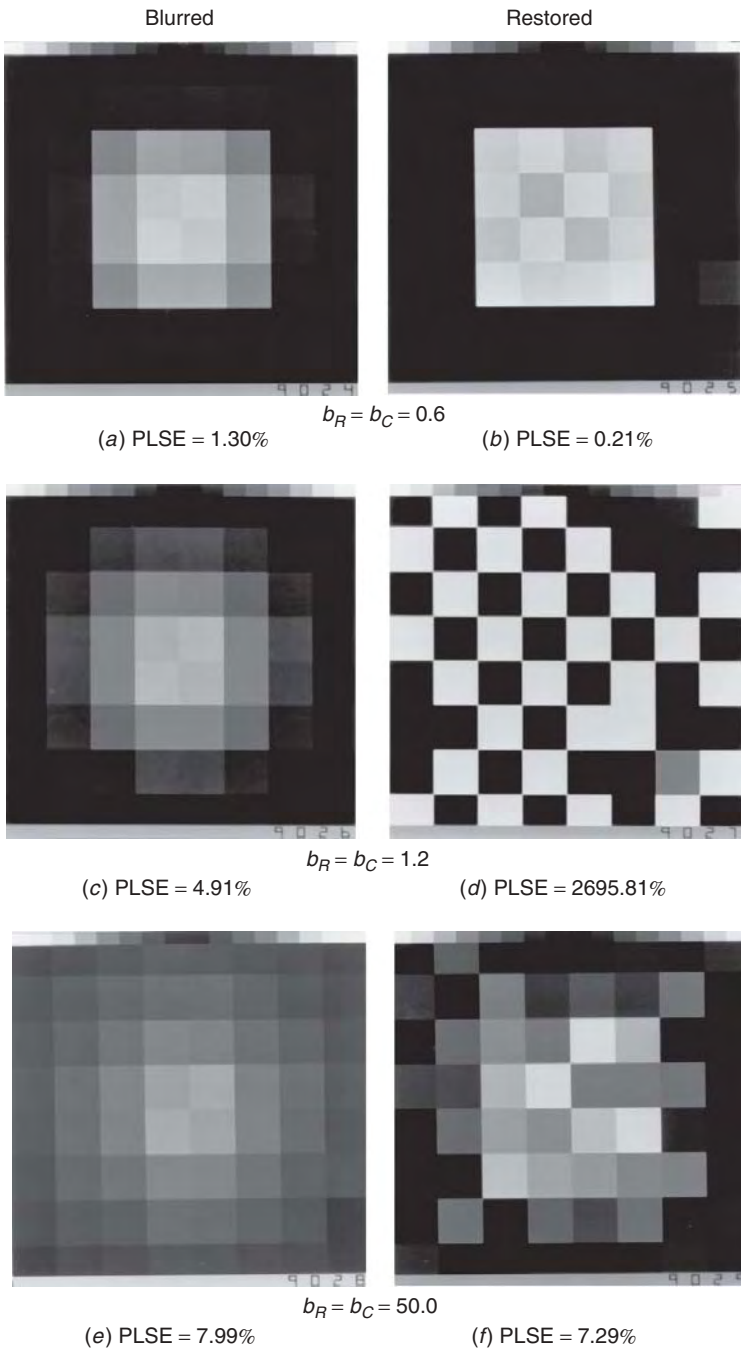 Blurred Restored
9 0 2 4 9 0 2 5
b_R = b_C = 0.6
(a) PLSE = 1.30% (b) PLSE = 0.21%
9 0 2 6 9 0 2 7
b_R = b_C = 1.2
(c) PLSE = 4.91% (d) PLSE = 2695.81%
9 0 2 8 9 0 2 9
b_R = b_C = 50.0
(e) PLSE = 7.99% (f) PLSE = 7.29%